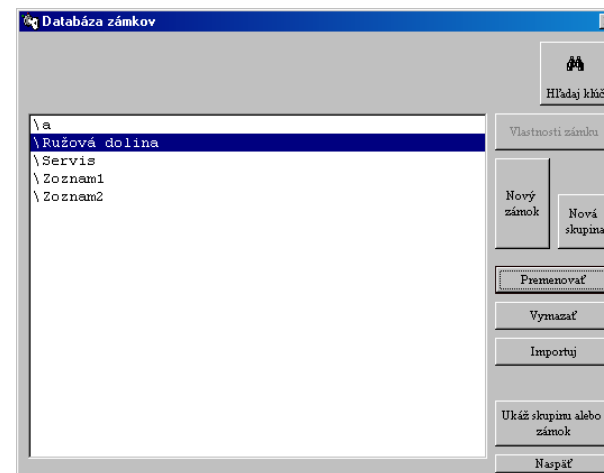 Databáza zámkov
Hľadaj kľúč
\a
\Ružová dolina
\Servis
\Zoznam1
\Zoznam2
Vlastnosti zámku
Nový
zámok
Nová
skupina
Premenovať
Vymazať
Importuj
Ukáž skupinu alebo
zámok
Naspäť